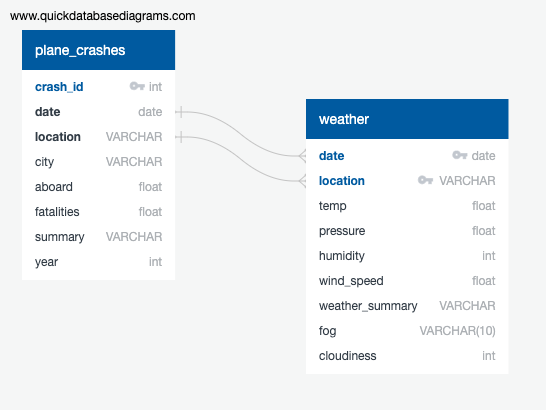 www.quickdatabasediagrams.com
plane_crashes
crash_id int
date date
location VARCHAR
city VARCHAR
aboard float
fatalities float
summary VARCHAR
year int
weather
date date
location VARCHAR
temp float
pressure float
humidity int
wind_speed float
weather_summary VARCHAR
fog VARCHAR(10)
cloudiness int